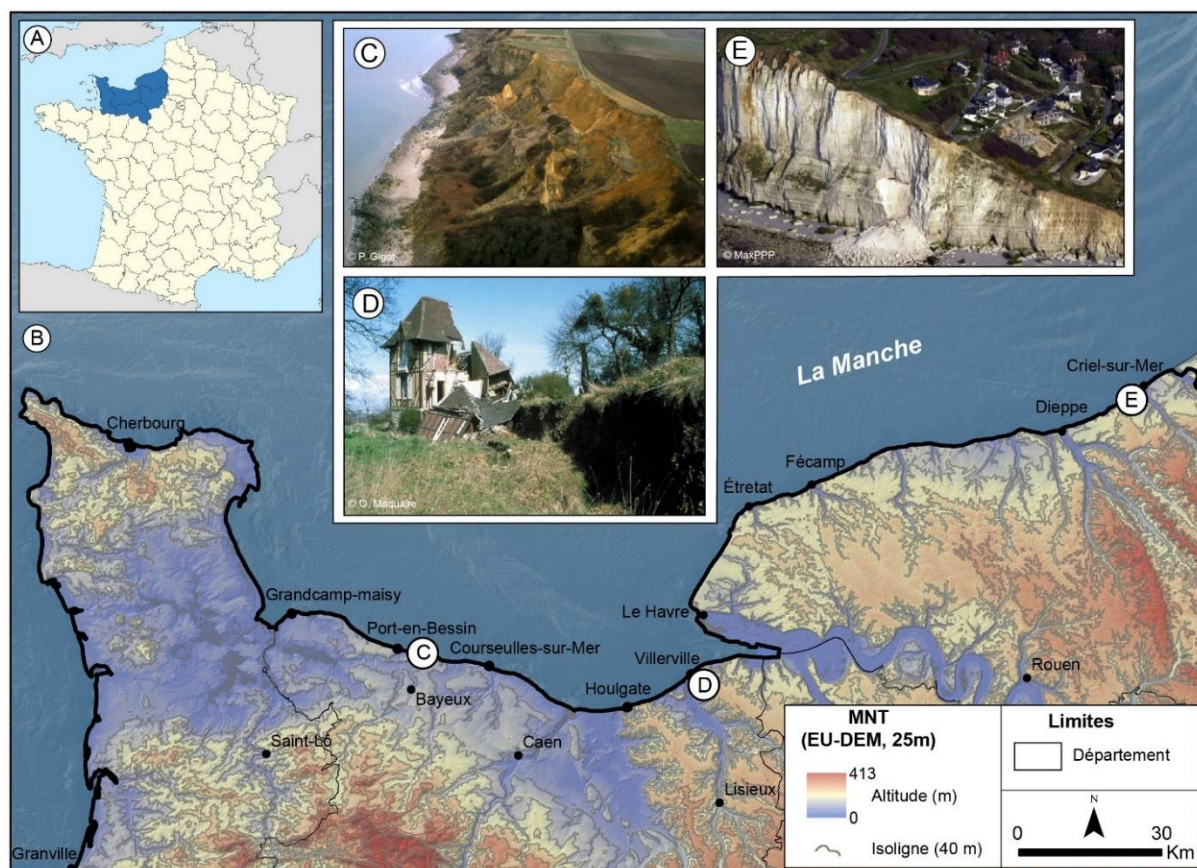 A
C
© P. Gigot
E
© MaxPPP
D
© O. Maquaire
B
La Manche
Criel-sur-Mer
E
Dieppe
Cherbourg
Fécamp
Étretat
Grandcamp-maisy
Le Havre
Port-en-Bessin
C
Courseulles-sur-Mer
Villerville
D
Rouen
Bayeux
Houlgate
Saint-Lô
Caen
Lisieux
Granville
MNT
(EU-DEM, 25m)
413
Altitude (m)
0
Isoligne (40 m)
Limites
Département
N
0 30
Km